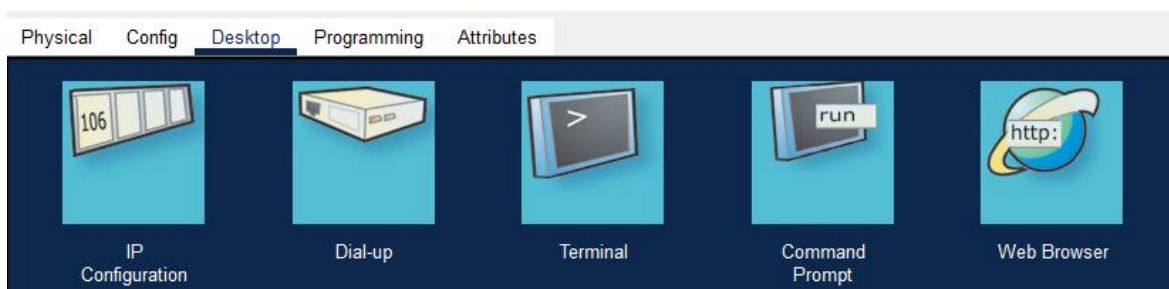 Physical Config Desktop Programming Attributes
106
>
run
http:
IP Configuration
Dial-up
Terminal
Command Prompt
Web Browser